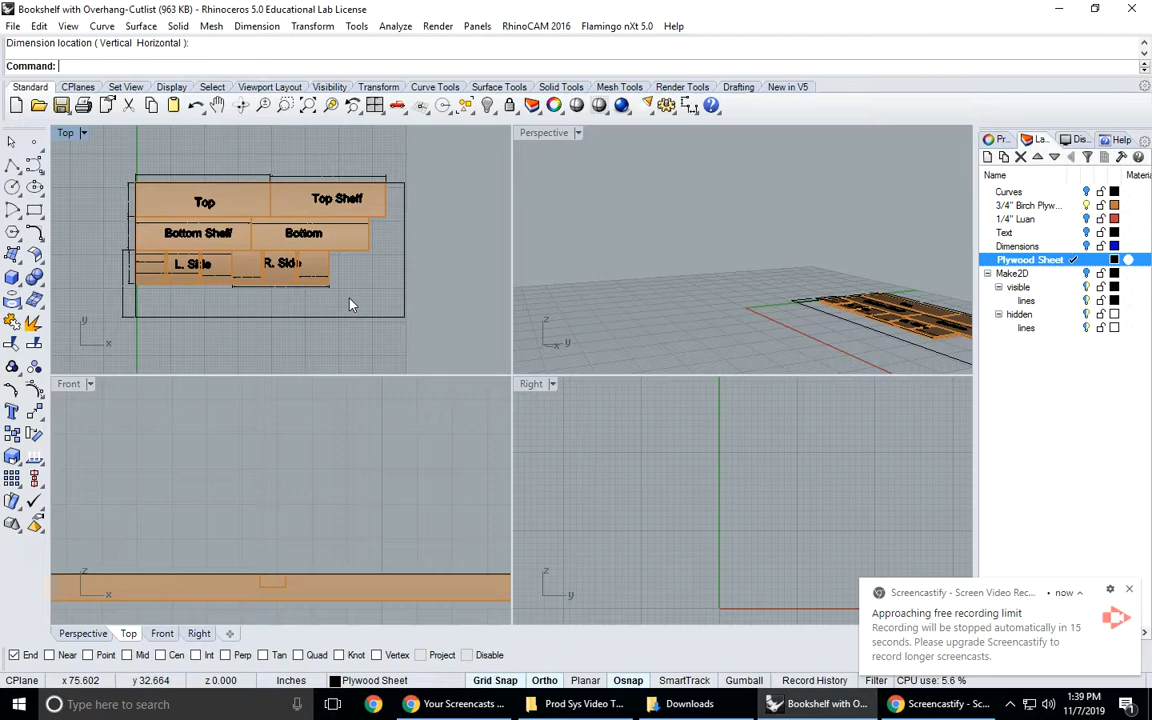 Bookshelf with Overhang-Cutlist (963 KB) - Rhinoceros 5.0 Educational Lab License
File Edit View Curve Surface Solid Mesh Dimension Transform Tools Analyze Render Panels Bookshelf RhinoCAM 2016 Flamingo nXt 5.0 Help
Dimension location ( Vertical Horizontal ):
Command:
Standard CPlanes Set View Display Select Viewport Layout Visibility Transform Curve Tools Surface Tools Solid Tools Mesh Tools Render Tools Drafting New in V5
Top
Perspective
Pr... La... Dis... Help
Name Materia
Curves
3/4" Birch Plyw...
1/4" Luan
Text
Dimensions
Plywood Sheet
Make2D
visible
lines
hidden
lines
Top Top Shelf
Bottom Shelf Bottom
L. Side R. Side
y
x
z
x y
Front
Right
z
x
z
y
Screencastify - Screen Video Rec... • now
Approaching free recording limit
Recording will be stopped automatically in 15
seconds. Please upgrade Screencastify to
record longer screencasts.
Perspective Top Front Right
End Near Point Mid Cen Int Perp Tan Quad Knot Vertex Project Disable
CPlane x 75.602 y 32.664 z 0.000 Inches Plywood Sheet Grid Snap Ortho Planar Osnap SmartTrack Gumball Record History Filter CPU use: 5.6 %
Type here to search
Your Screencasts ...
Prod Sys Video T...
Downloads
Bookshelf with O...
Screencastify - Sc...
1:39 PM
11/7/2019
1